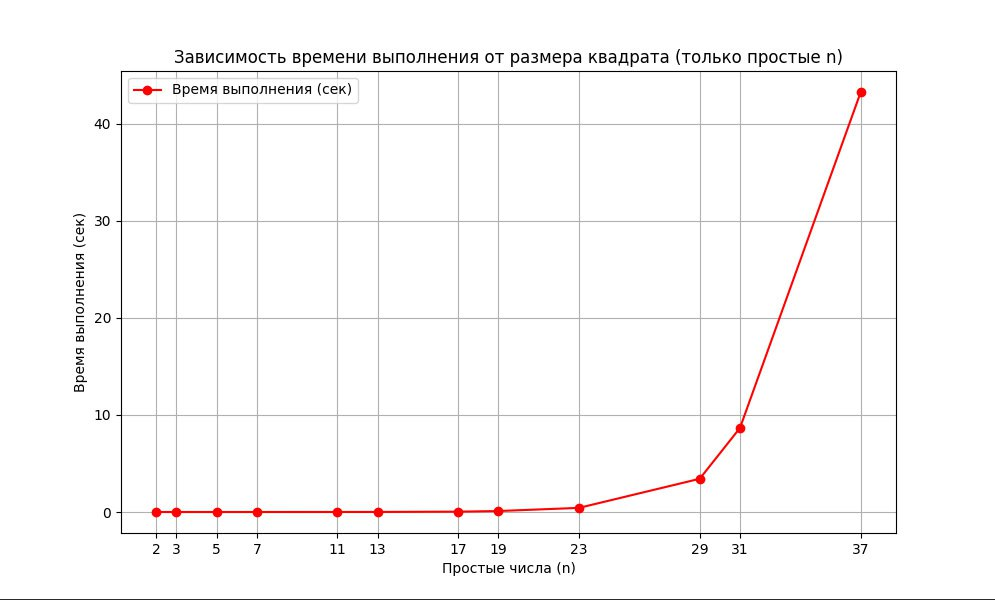 Зависимость времени выполнения от размера квадрата (только простые n)
Время выполнения (сек)
Время выполнения (сек)
40
30
20
10
0
2 3 5 7 11 13 17 19 23 29 31 37
Простые числа (n)